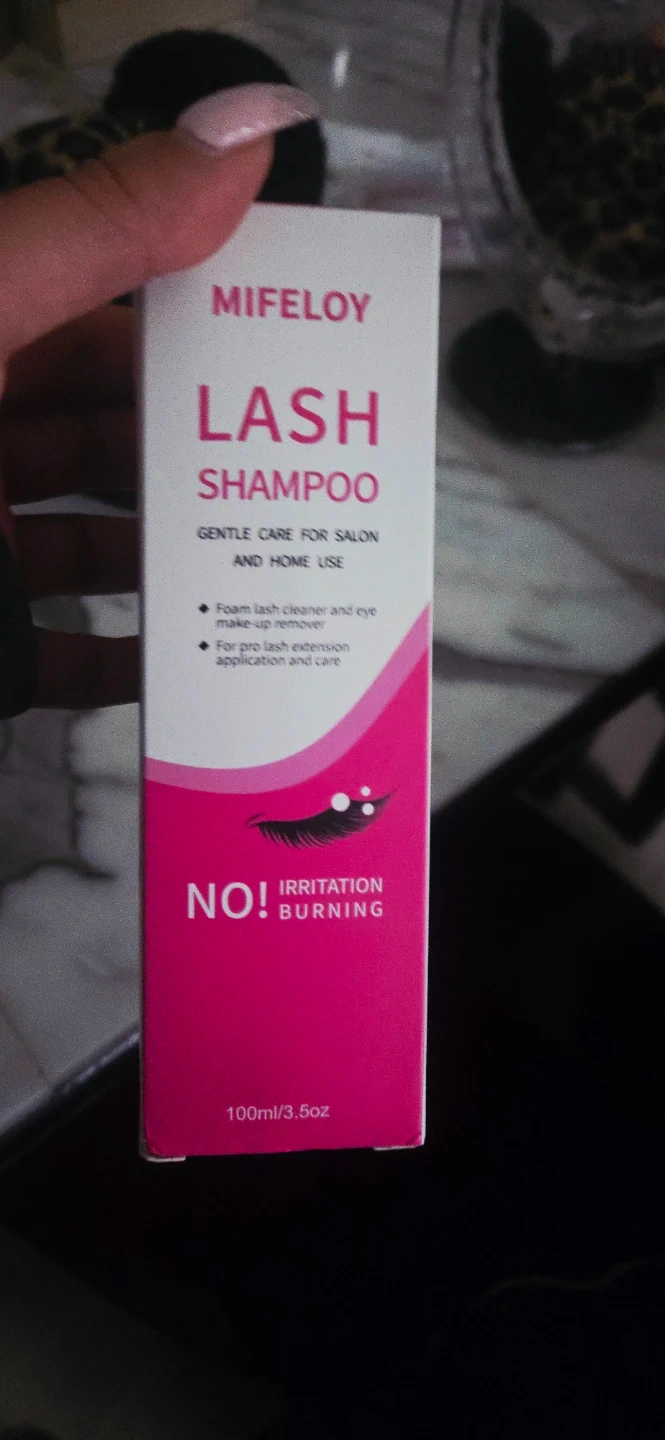 MIFELOY
LASH
SHAMPOO
GENTLE CARE FOR SALON
AND HOME USE
◆ Foam lash cleaner and eye
make-up remover
◆ For pro lash extension
application and care
NO! IRRITATION
BURNING
100ml/3.5oz